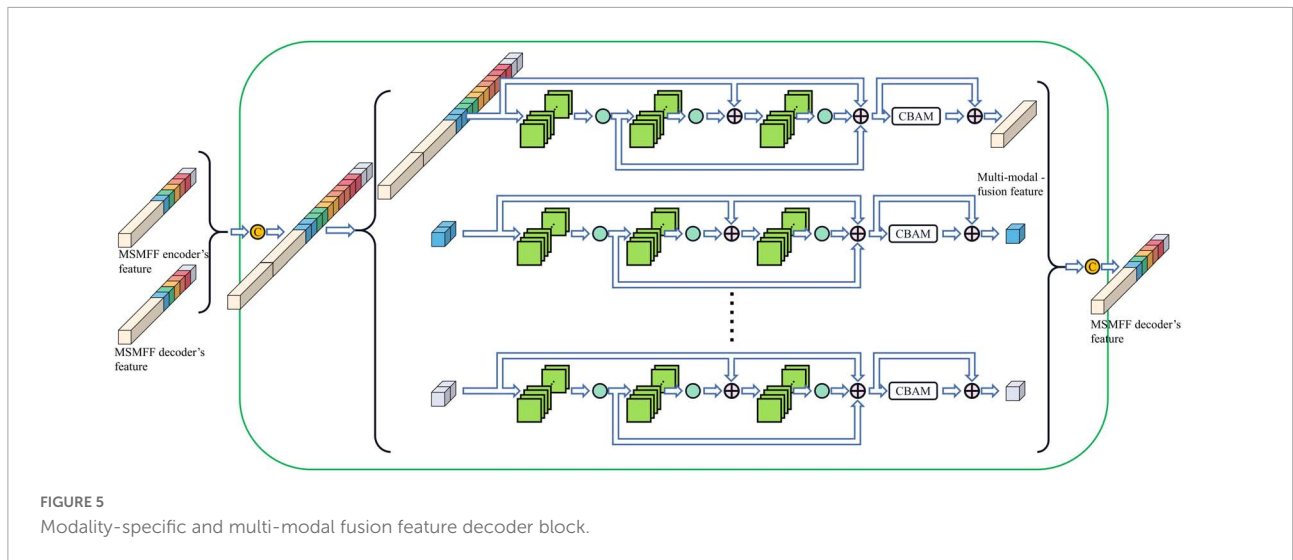 MSMFF encoder's
feature
MSMFF decoder's
feature
C
CBAM
Multi-modal -
fusion feature
CBAM
CBAM
C
MSMFF decoder's
feature
FIGURE 5
Modality-specific and multi-modal fusion feature decoder block.